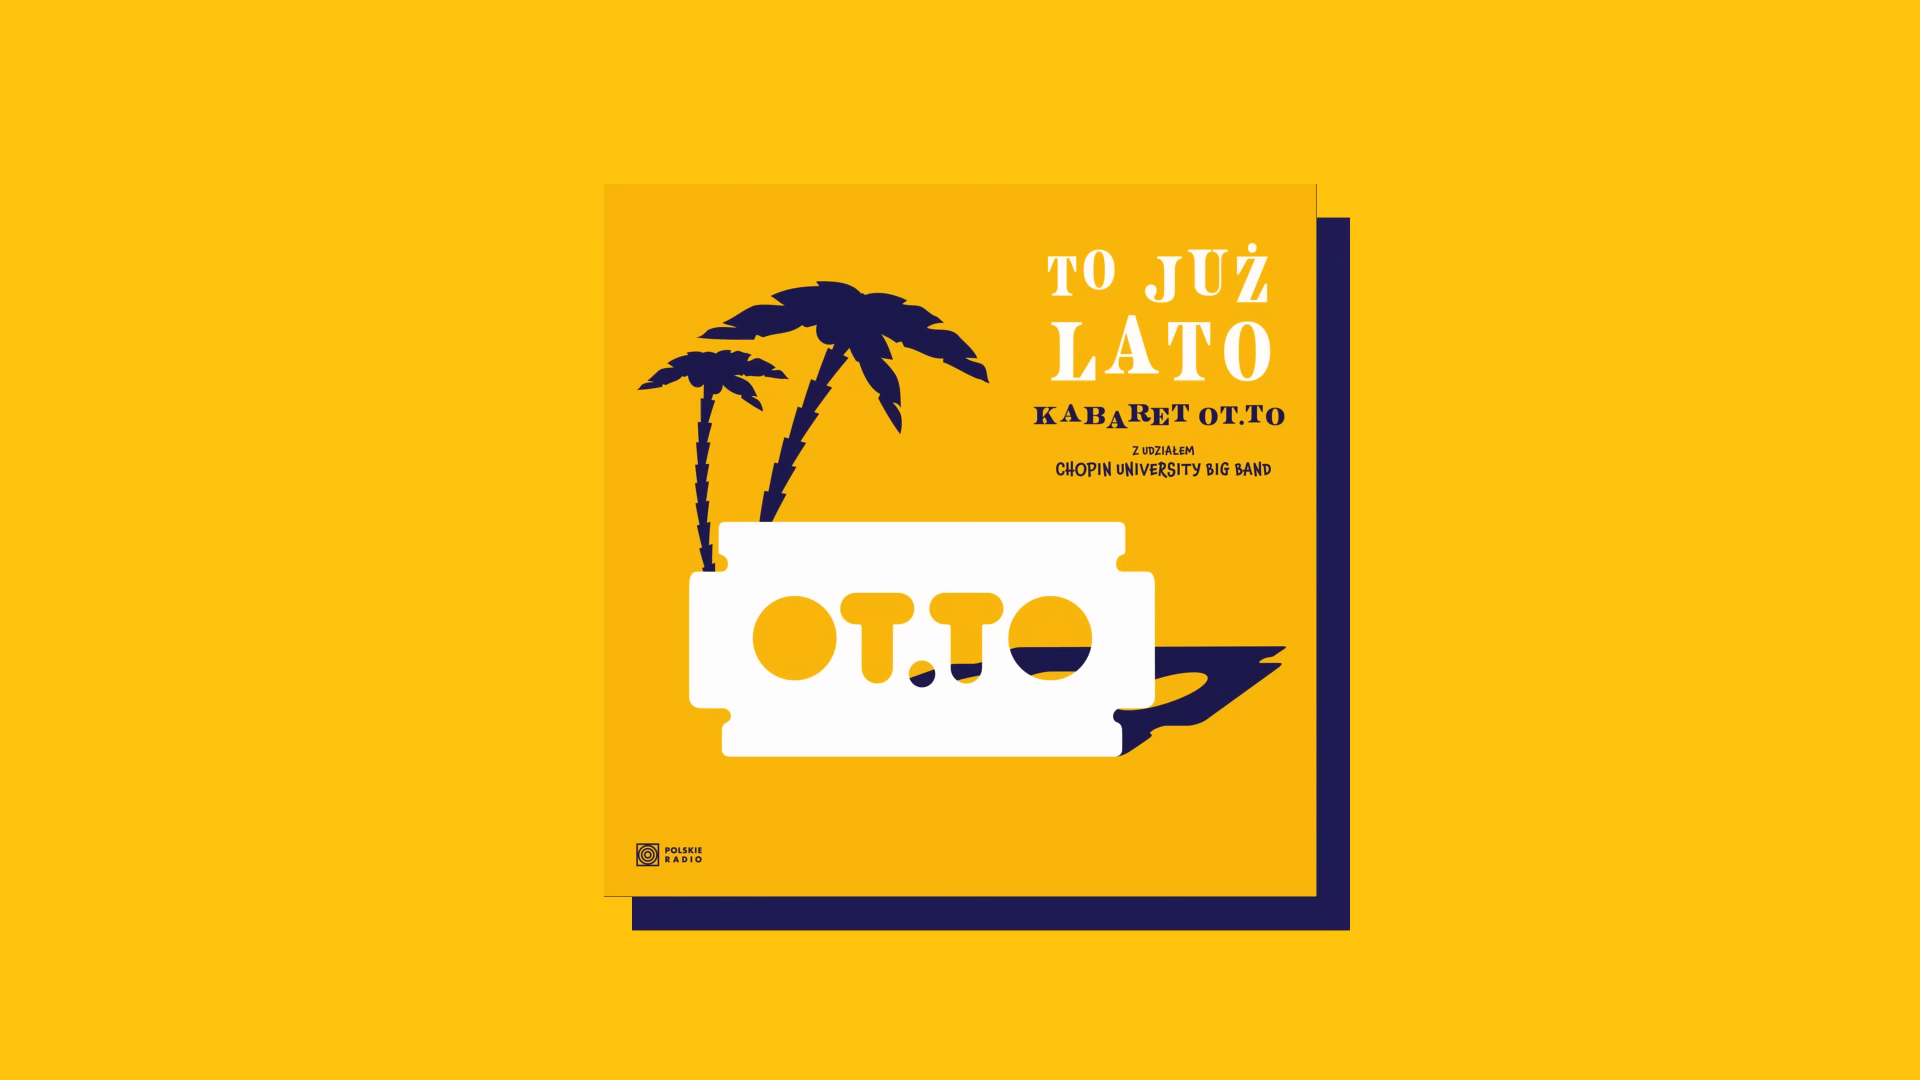 TO JUŻ
LATO
KABARET OT.TO
Z UDZIAŁEM
CHOPIN UNIVERSITY BIG BAND
OT.TO
POLSKIE
RADIO